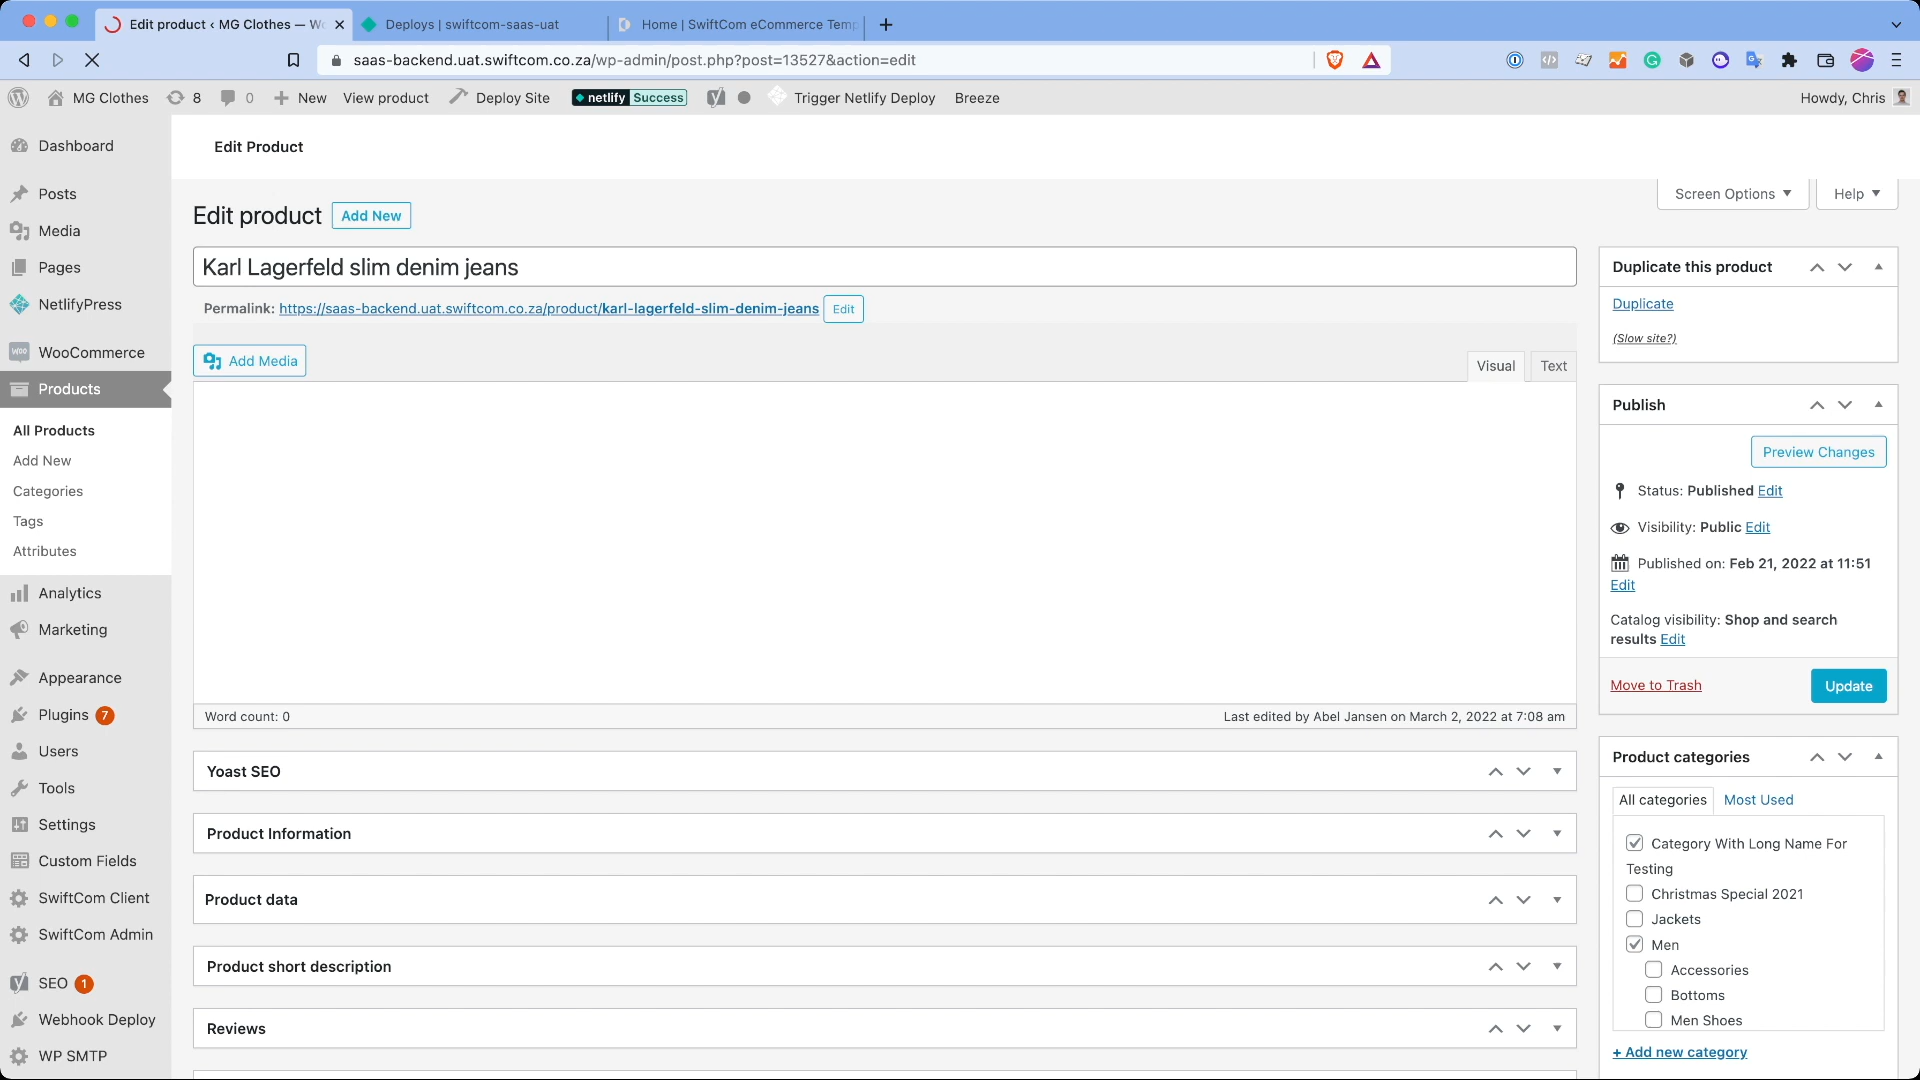 Edit product ‹ MG Clothes — W
Deploys | swiftcom-saas-uat
Home | SwiftCom eCommerce Temp
saas-backend.uat.swiftcom.co.za/wp-admin/post.php?post=13527&action=edit
MG Clothes
8
0
New
View product
Deploy Site
netlify Success
Trigger Netlify Deploy
Breeze
Howdy, Chris
Dashboard
Posts
Media
Pages
NetlifyPress
WooCommerce
Products
All Products
Add New
Categories
Tags
Attributes
Analytics
Marketing
Appearance
Plugins 7
Users
Tools
Settings
Custom Fields
SwiftCom Client
SwiftCom Admin
SEO 1
Webhook Deploy
WP SMTP
Edit Product
Screen Options
Help
Edit product Add New
Karl Lagerfeld slim denim jeans
Permalink: https://saas-backend.uat.swiftcom.co.za/product/karl-lagerfeld-slim-denim-jeans Edit
Add Media
Visual
Text
Word count: 0
Last edited by Abel Jansen on March 2, 2022 at 7:08 am
Yoast SEO
Product Information
Product data
Product short description
Reviews
Duplicate this product
Duplicate
(Slow site?)
Publish
Preview Changes
Status: Published Edit
Visibility: Public Edit
Published on: Feb 21, 2022 at 11:51
Edit
Catalog visibility: Shop and search
results Edit
Move to Trash
Update
Product categories
All categories
Most Used
Category With Long Name For
Testing
Christmas Special 2021
Jackets
Men
Accessories
Bottoms
Men Shoes
+ Add new category